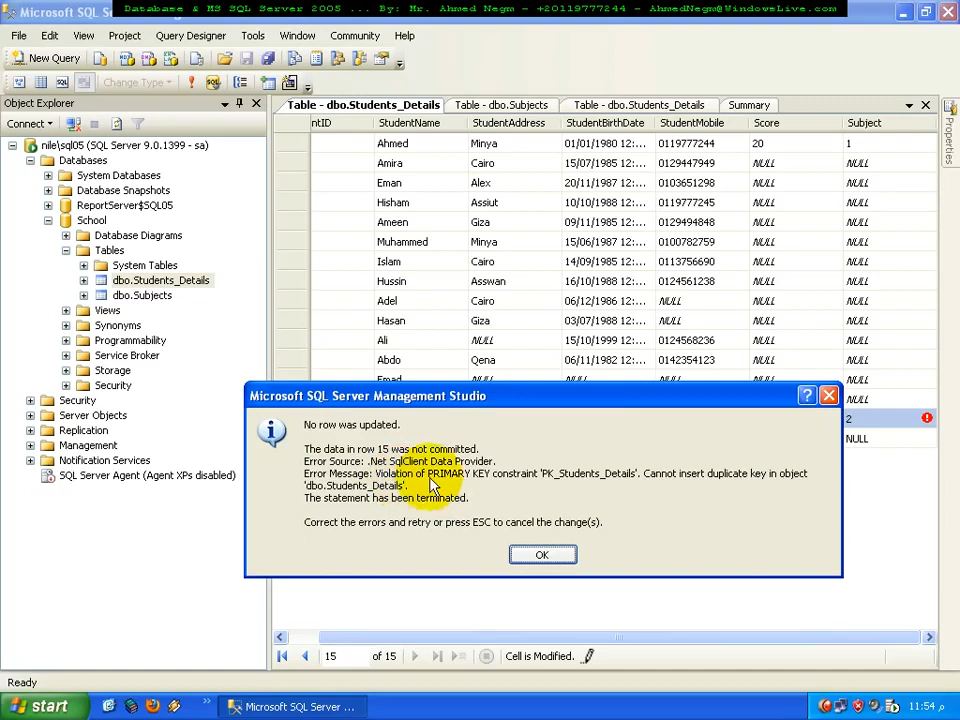 Microsoft SQL Server Management
Database & MS SQL Server 2005 ... By: Mr. Ahmed Negm - +20119777244 - AhmedNegm@WindowsLive.com
File Edit View Project Query Designer Tools Window Community Help
New Query
Change Type
Object Explorer
Table - dbo.Students_Details Table - dbo.Subjects Table - dbo.Students_Details Summary
Connect
Properties
ntID StudentName StudentAddress StudentBirthDate StudentMobile Score Subject
Ahmed Minya 01/01/1980 12:... 0119777244 20 1
Amira Cairo 15/07/1985 12:... 0129447949 NULL NULL
Eman Alex 20/11/1987 12:... 0103651298 NULL NULL
Hisham Assiut 10/10/1988 12:... 0119777245 NULL NULL
Ameen Giza 09/11/1985 12:... 0129494848 NULL NULL
Muhammed Minya 15/06/1987 12:... 0100782759 NULL NULL
Islam Cairo 14/09/1985 12:... 0113756690 NULL NULL
Hussin Asswan 16/10/1988 12:... 0124561238 NULL NULL
Adel Cairo 06/12/1986 12:... NULL NULL NULL
Hasan Giza 03/07/1988 12:... NULL NULL NULL
Ali NULL 15/10/1999 12:... 0124568236 NULL NULL
Abdo Qena 06/11/1982 12:... 0142354123 NULL NULL
Emad NULL NULL NULL NULL NULL
NULL
2
NULL
nile\sql05 (SQL Server 9.0.1399 - sa)
Databases
System Databases
Database Snapshots
ReportServer$SQL05
School
Database Diagrams
Tables
System Tables
dbo.Students_Details
dbo.Subjects
Views
Synonyms
Programmability
Service Broker
Storage
Security
Security
Server Objects
Replication
Management
Notification Services
SQL Server Agent (Agent XPs disabled)
Microsoft SQL Server Management Studio
No row was updated.
The data in row 15 was not committed.
Error Source: .Net SqlClient Data Provider.
Error Message: Violation of PRIMARY KEY constraint 'PK_Students_Details'. Cannot insert duplicate key in object
'dbo.Students_Details'.
The statement has been terminated.
Correct the errors and retry or press ESC to cancel the change(s).
OK
15 of 15 Cell is Modified.
Ready
start
Microsoft SQL Server ...
11:54 م